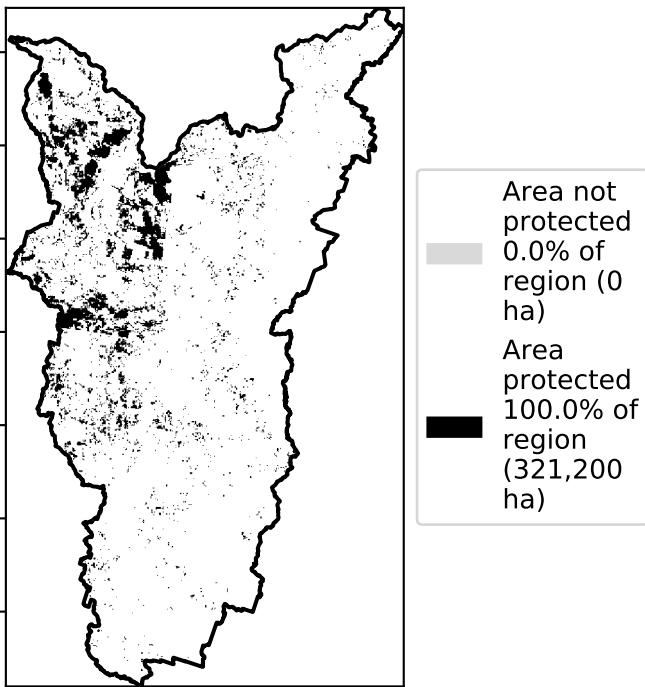 Area not
protected
0.0% of
region (0
ha)
Area
protected
100.0% of
region
(321,200
ha)